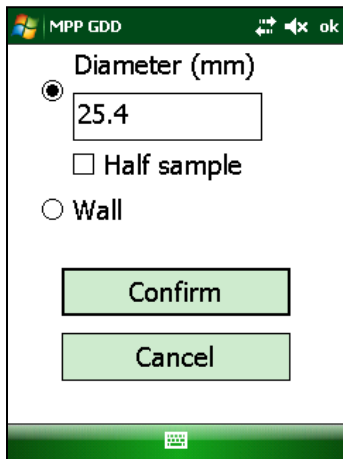 MPP GDD ok
Diameter (mm)
25.4
Half sample
Wall
Confirm
Cancel